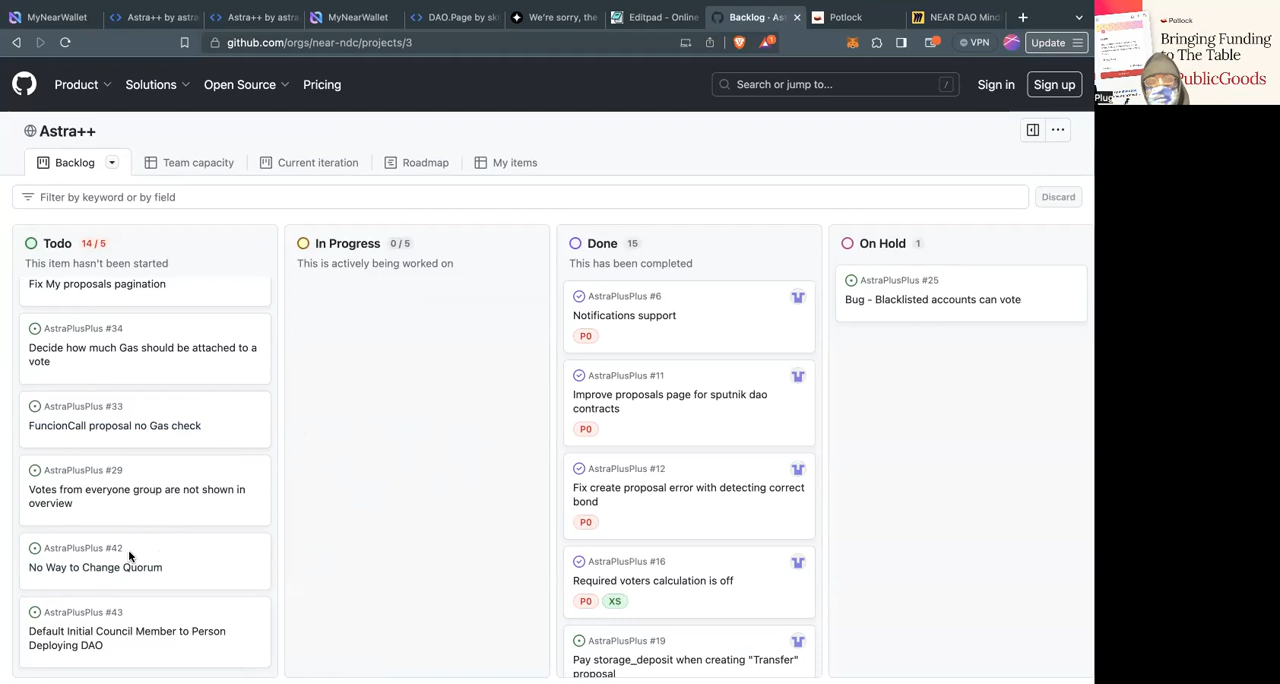 MyNearWallet
Astra++ by astra
Astra++ by astra
MyNearWallet
DAO.Page by sk
We're sorry, the
Editpad - Online
Backlog · As
Potlock
NEAR DAO Mind
github.com/orgs/near-ndc/projects/3
VPN
Update
Product
Solutions
Open Source
Pricing
Search or jump to...
/
Sign in
Sign up
Astra++
Backlog
Team capacity
Current iteration
Roadmap
My items
Filter by keyword or by field
Discard
Todo 14 / 5
This item hasn't been started
Fix My proposals pagination
AstraPlusPlus #34
Decide how much Gas should be attached to a
vote
AstraPlusPlus #33
FuncionCall proposal no Gas check
AstraPlusPlus #29
Votes from everyone group are not shown in
overview
AstraPlusPlus #42
No Way to Change Quorum
AstraPlusPlus #43
Default Initial Council Member to Person
Deploying DAO
In Progress 0 / 5
This is actively being worked on
Done 15
This has been completed
AstraPlusPlus #6
Notifications support
P0
AstraPlusPlus #11
Improve proposals page for sputnik dao
contracts
P0
AstraPlusPlus #12
Fix create proposal error with detecting correct
bond
P0
AstraPlusPlus #16
Required voters calculation is off
P0 XS
AstraPlusPlus #19
Pay storage_deposit when creating "Transfer"
proposal
On Hold 1
AstraPlusPlus #25
Bug - Blacklisted accounts can vote
Potlock
Bringing Funding
to The Table
PublicGoods
Plug